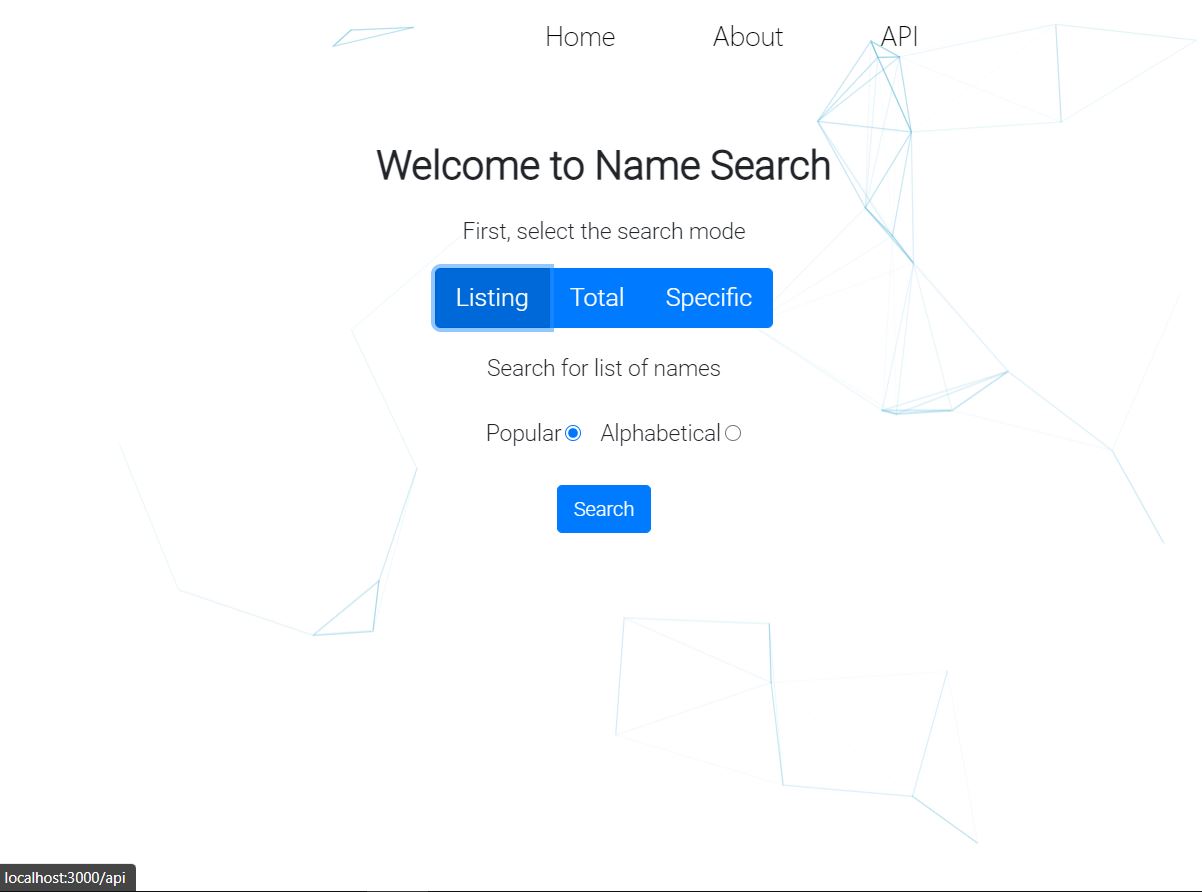 Home About API
Welcome to Name Search
First, select the search mode
Listing Total Specific
Search for list of names
Popular Alphabetical
Search
localhost:3000/api